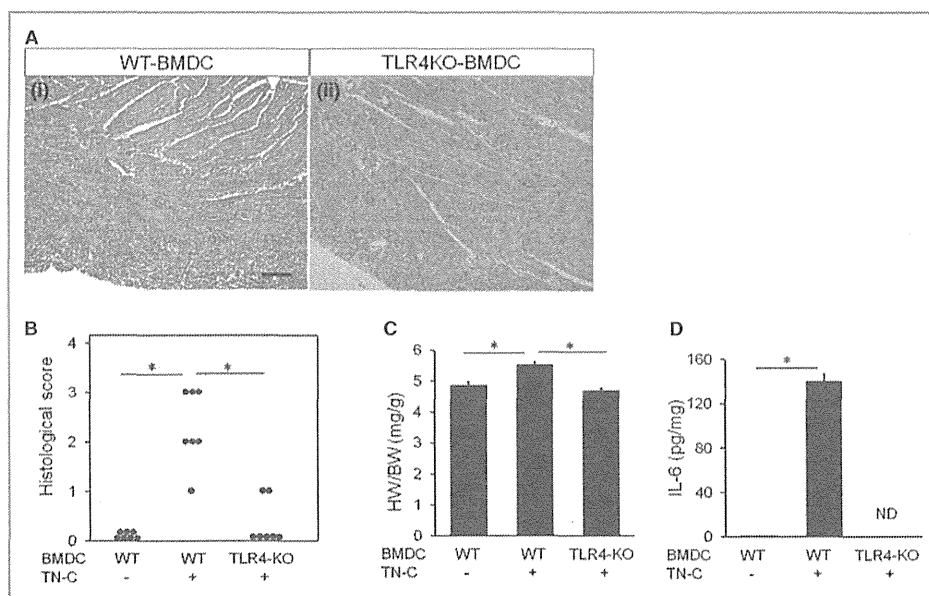 A
WT-BMDC
TLR4KO-BMDC
(i)
(ii)
B
Histological score
4
3
2
1
0
*
*
BMDC WT WT TLR4-KO
TN-C - + +
C
HW/BW (mg/g)
6
5
4
3
2
1
0
*
*
BMDC WT WT TLR4-KO
TN-C - + +
D
IL-6 (pg/mg)
160
120
80
40
0
*
ND
BMDC WT WT TLR4-KO
TN-C - + +